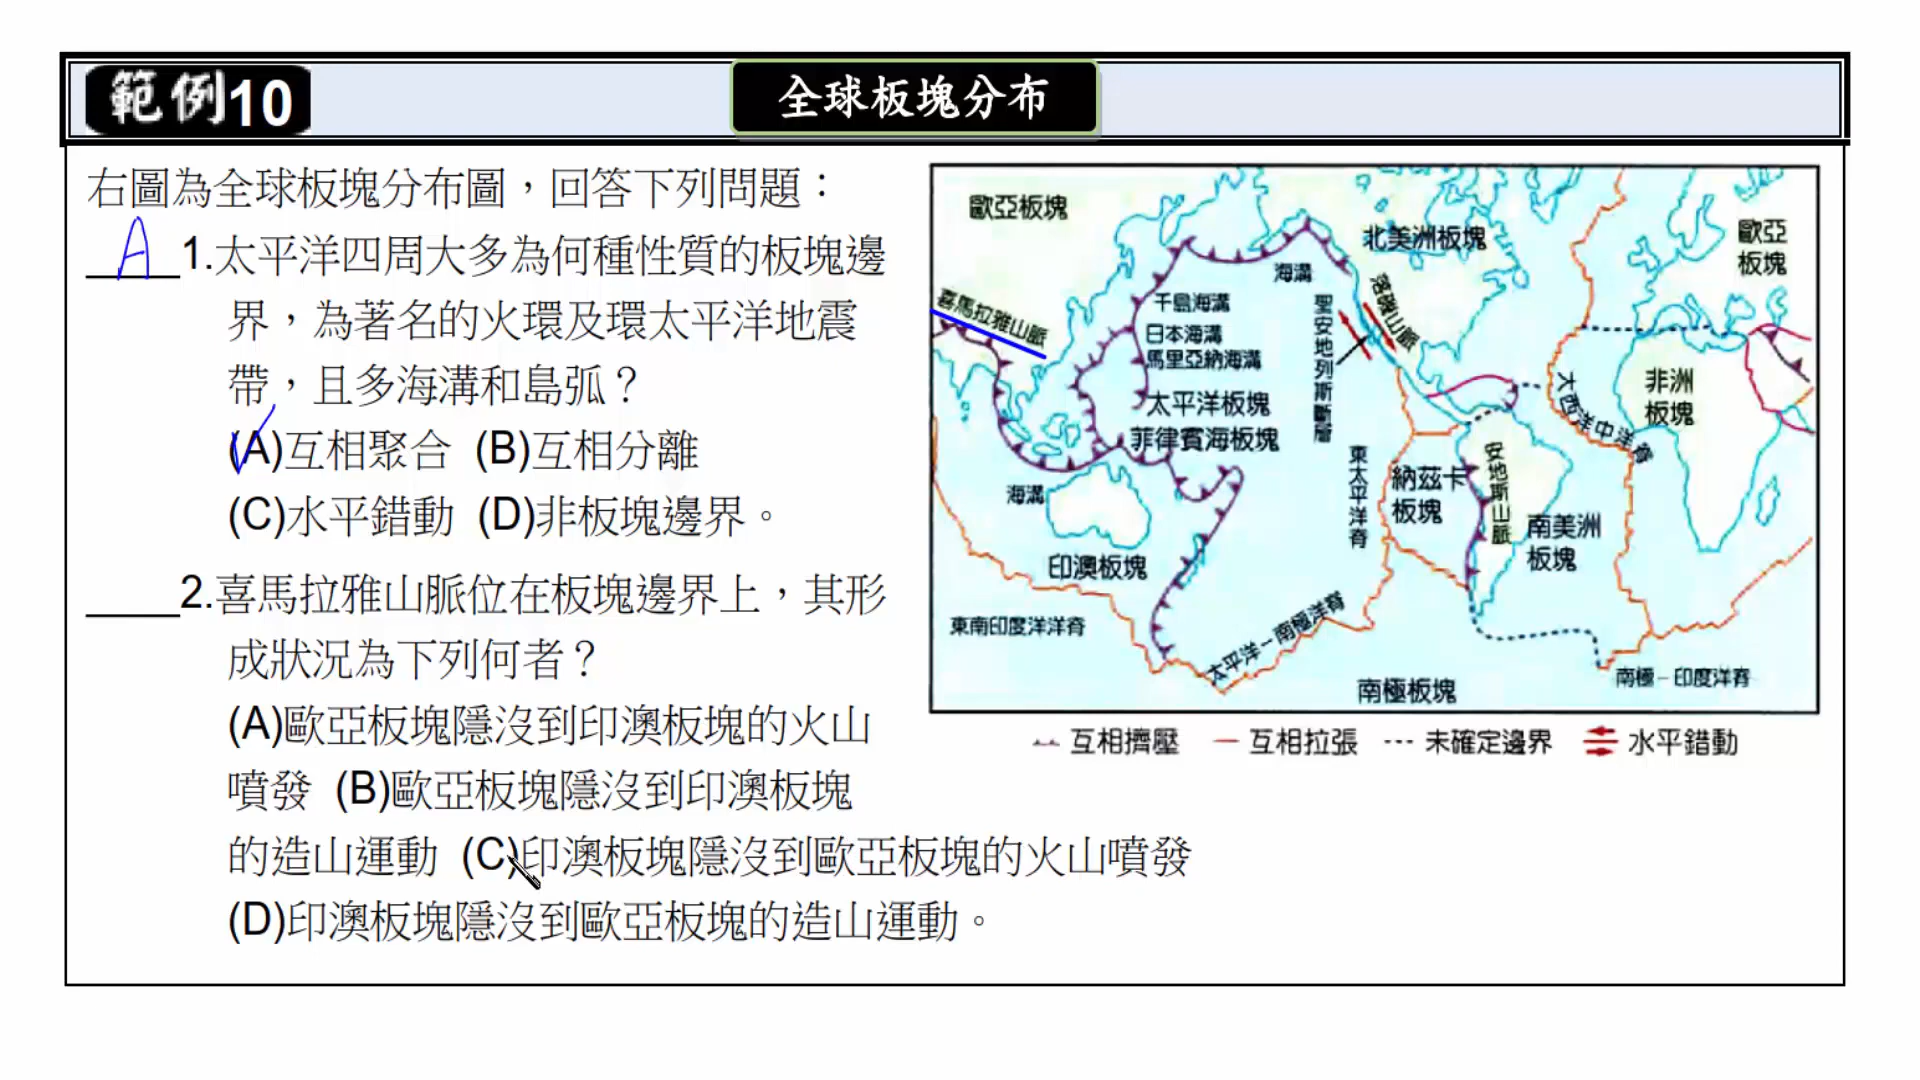 範例10
全球板塊分布
右圖為全球板塊分布圖，回答下列問題：
A 1.太平洋四周大多為何種性質的板塊邊
界，為著名的火環及環太平洋地震
帶，且多海溝和島弧？
(A)互相聚合 (B)互相分離
(C)水平錯動 (D)非板塊邊界。
____2.喜馬拉雅山脈位在板塊邊界上，其形
成狀況為下列何者？
(A)歐亞板塊隱沒到印澳板塊的火山
噴發 (B)歐亞板塊隱沒到印澳板塊
的造山運動 (C)印澳板塊隱沒到歐亞板塊的火山噴發
(D)印澳板塊隱沒到歐亞板塊的造山運動。
歐亞板塊
北美洲板塊
歐亞
板塊
海溝
喜馬拉雅山脈
千島海溝
日本海溝
馬里亞納海溝
聖安地列斯斷層
落磯山脈
太平洋板塊
菲律賓海板塊
大西洋中洋脊
非洲
板塊
海溝
東太平洋脊
納茲卡
板塊
安地斯山脈
南美洲
板塊
印澳板塊
東南印度洋洋脊
太平洋－南極洋脊
南極板塊
南極－印度洋脊
互相擠壓 互相拉張 未確定邊界 水平錯動